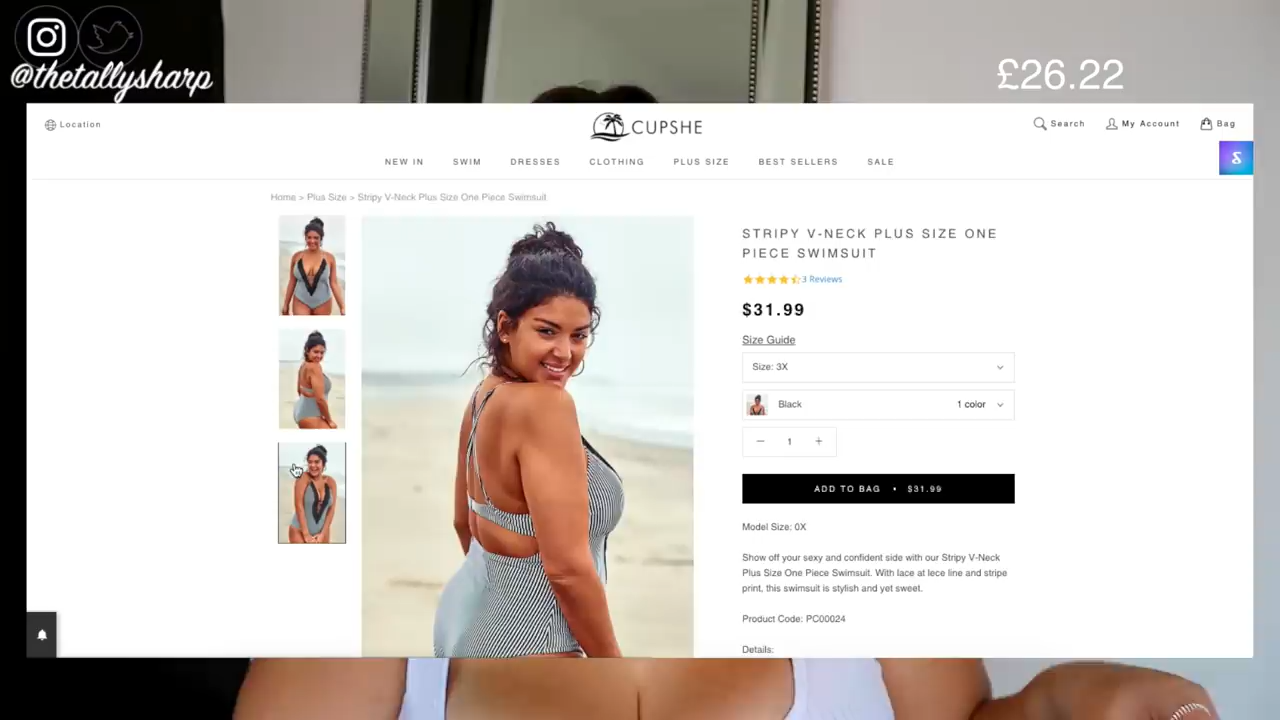 @thetallysharp
£26.22
Location
CUPSHE
Search
My Account
Bag
NEW IN
SWIM
DRESSES
CLOTHING
PLUS SIZE
BEST SELLERS
SALE
Home > Plus Size > Stripy V-Neck Plus Size One Piece Swimsuit
STRIPY V-NECK PLUS SIZE ONE
PIECE SWIMSUIT
3 Reviews
$31.99
Size Guide
Size: 3X
Black
1 color
1
ADD TO BAG • $31.99
Model Size: 0X
Show off your sexy and confident side with our Stripy V-Neck
Plus Size One Piece Swimsuit. With lace at lece line and stripe
print, this swimsuit is stylish and yet sweet.
Product Code: PC00024
Details: